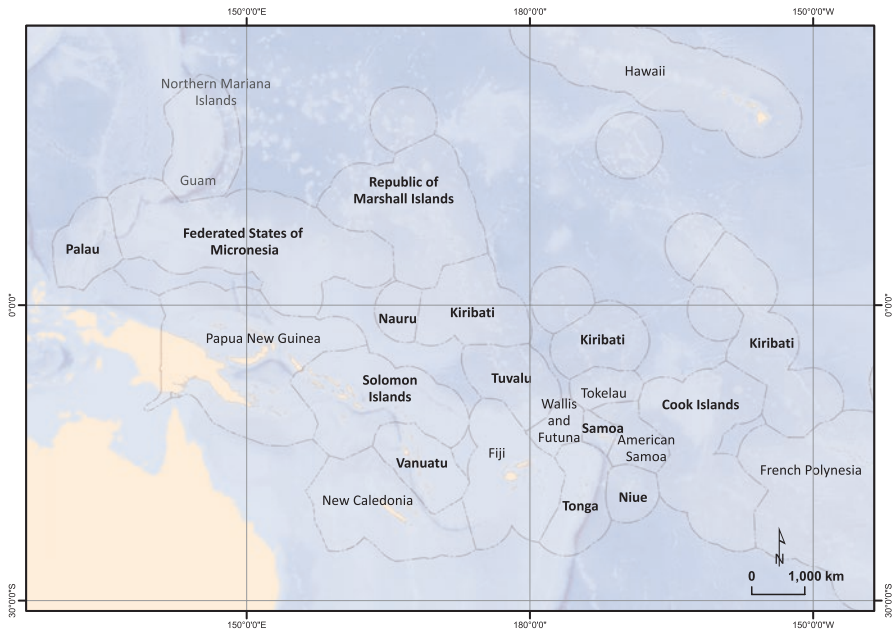 150°0'0"E
180°0'0"
150°0'0"W
Hawaii
Northern Mariana
Islands
Guam
Republic of
Marshall Islands
Federated States of
Micronesia
Palau
0°0'0"
0°0'0"
Nauru
Kiribati
Papua New Guinea
Kiribati
Kiribati
Solomon
Islands
Tuvalu
Tokelau
Cook Islands
Wallis
and
Futuna
Samoa
American
Samoa
Fiji
Vanuatu
French Polynesia
New Caledonia
Tonga
Niue
N
0 1,000 km
30°0'0"S
30°0'0"S
150°0'0"E
180°0'0"
150°0'0"W